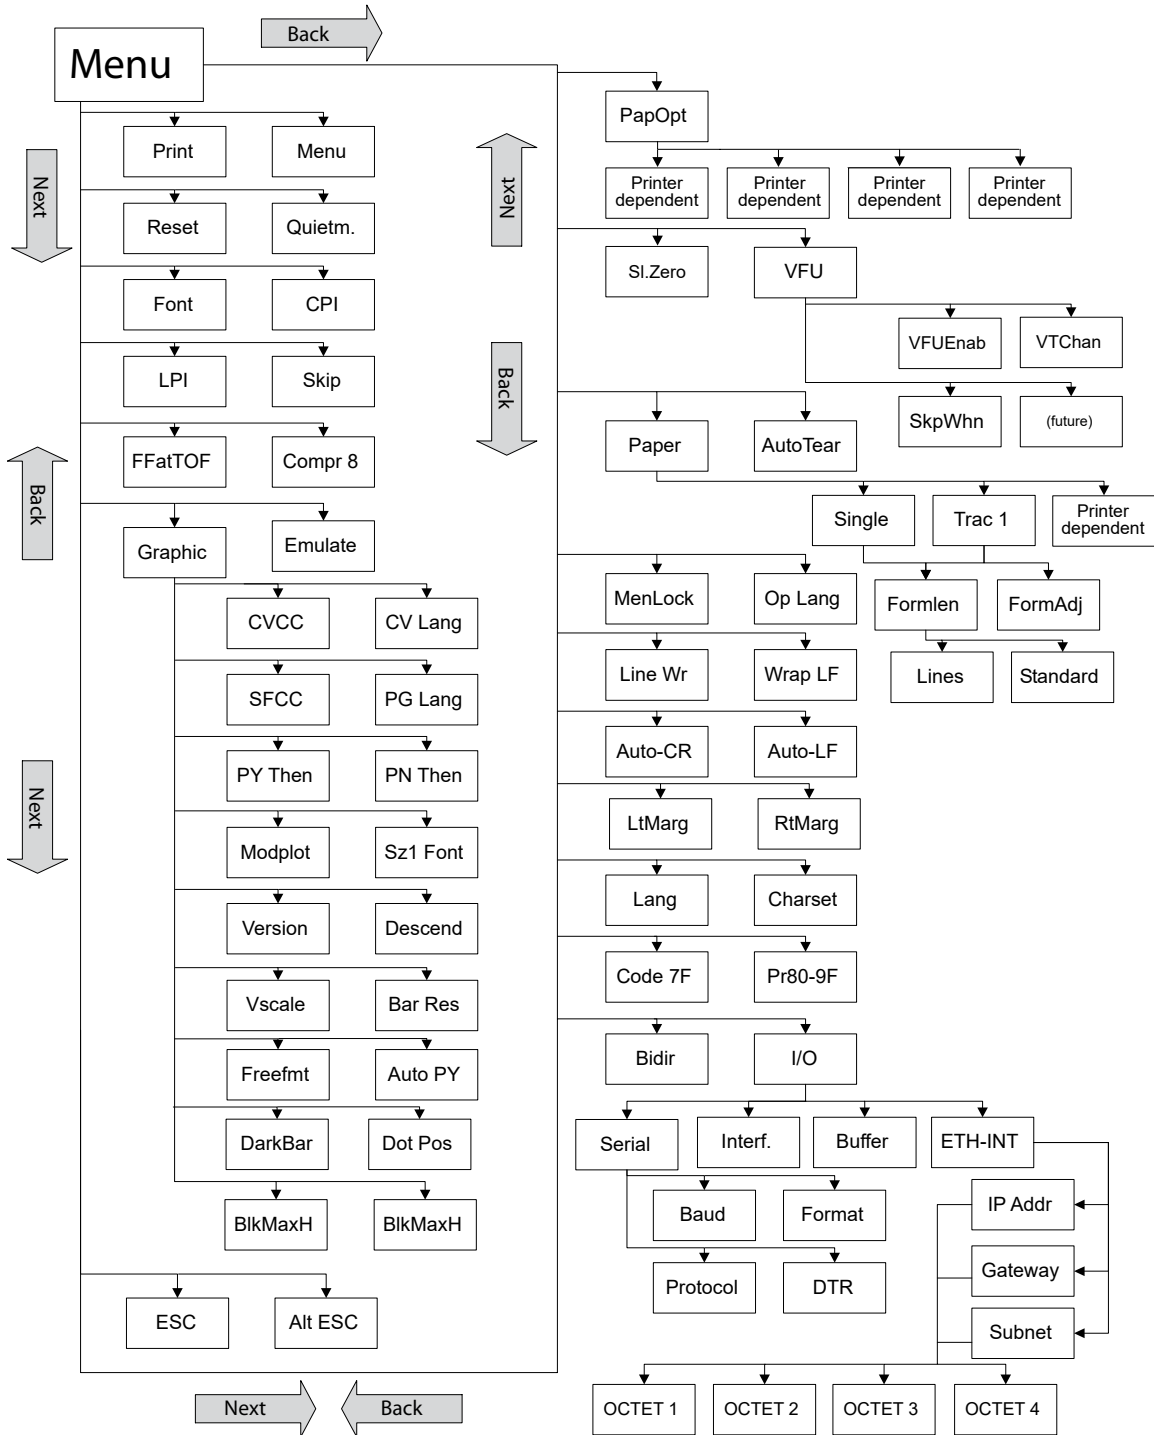 Menu
Back
Print
Menu
Next
Reset
Quietm.
Font
CPI
LPI
Skip
FFatTOF
Compr 8
Back
Graphic
Emulate
CVCC
CV Lang
SFCC
PG Lang
PY Then
PN Then
Next
Modplot
Sz1 Font
Version
Descend
Vscale
Bar Res
Freefmt
Auto PY
DarkBar
Dot Pos
BlkMaxH
BlkMaxH
ESC
Alt ESC
Next
Back
Next
Back
PapOpt
Printer
dependent
Printer
dependent
Printer
dependent
Printer
dependent
Sl.Zero
VFU
VFUEnab
VTChan
SkpWhn
(future)
Paper
AutoTear
Single
Trac 1
Printer
dependent
MenLock
Op Lang
Formlen
FormAdj
Lines
Standard
Line Wr
Wrap LF
Auto-CR
Auto-LF
LtMarg
RtMarg
Lang
Charset
Code 7F
Pr80-9F
Bidir
I/O
Serial
Interf.
Buffer
ETH-INT
Baud
Format
IP Addr
Protocol
DTR
Gateway
Subnet
OCTET 1
OCTET 2
OCTET 3
OCTET 4